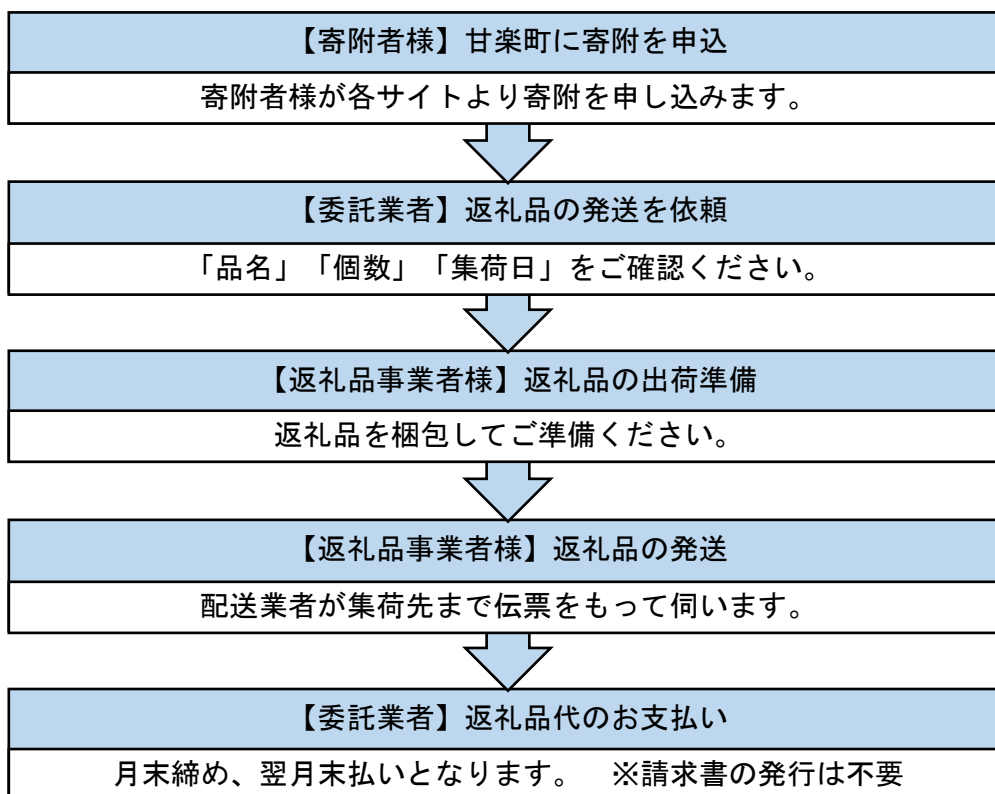 【寄附者様】甘楽町に寄附を申込
寄附者様が各サイトより寄附を申し込みます。
【委託業者】返礼品の発送を依頼
「品名」「個数」「集荷日」をご確認ください。
【返礼品事業者様】返礼品の出荷準備
返礼品を梱包してご準備ください。
【返礼品事業者様】返礼品の発送
配送業者が集荷先まで伝票をもって伺います。
【委託業者】返礼品代のお支払い
月末締め、翌月末払いとなります。　※請求書の発行は不要